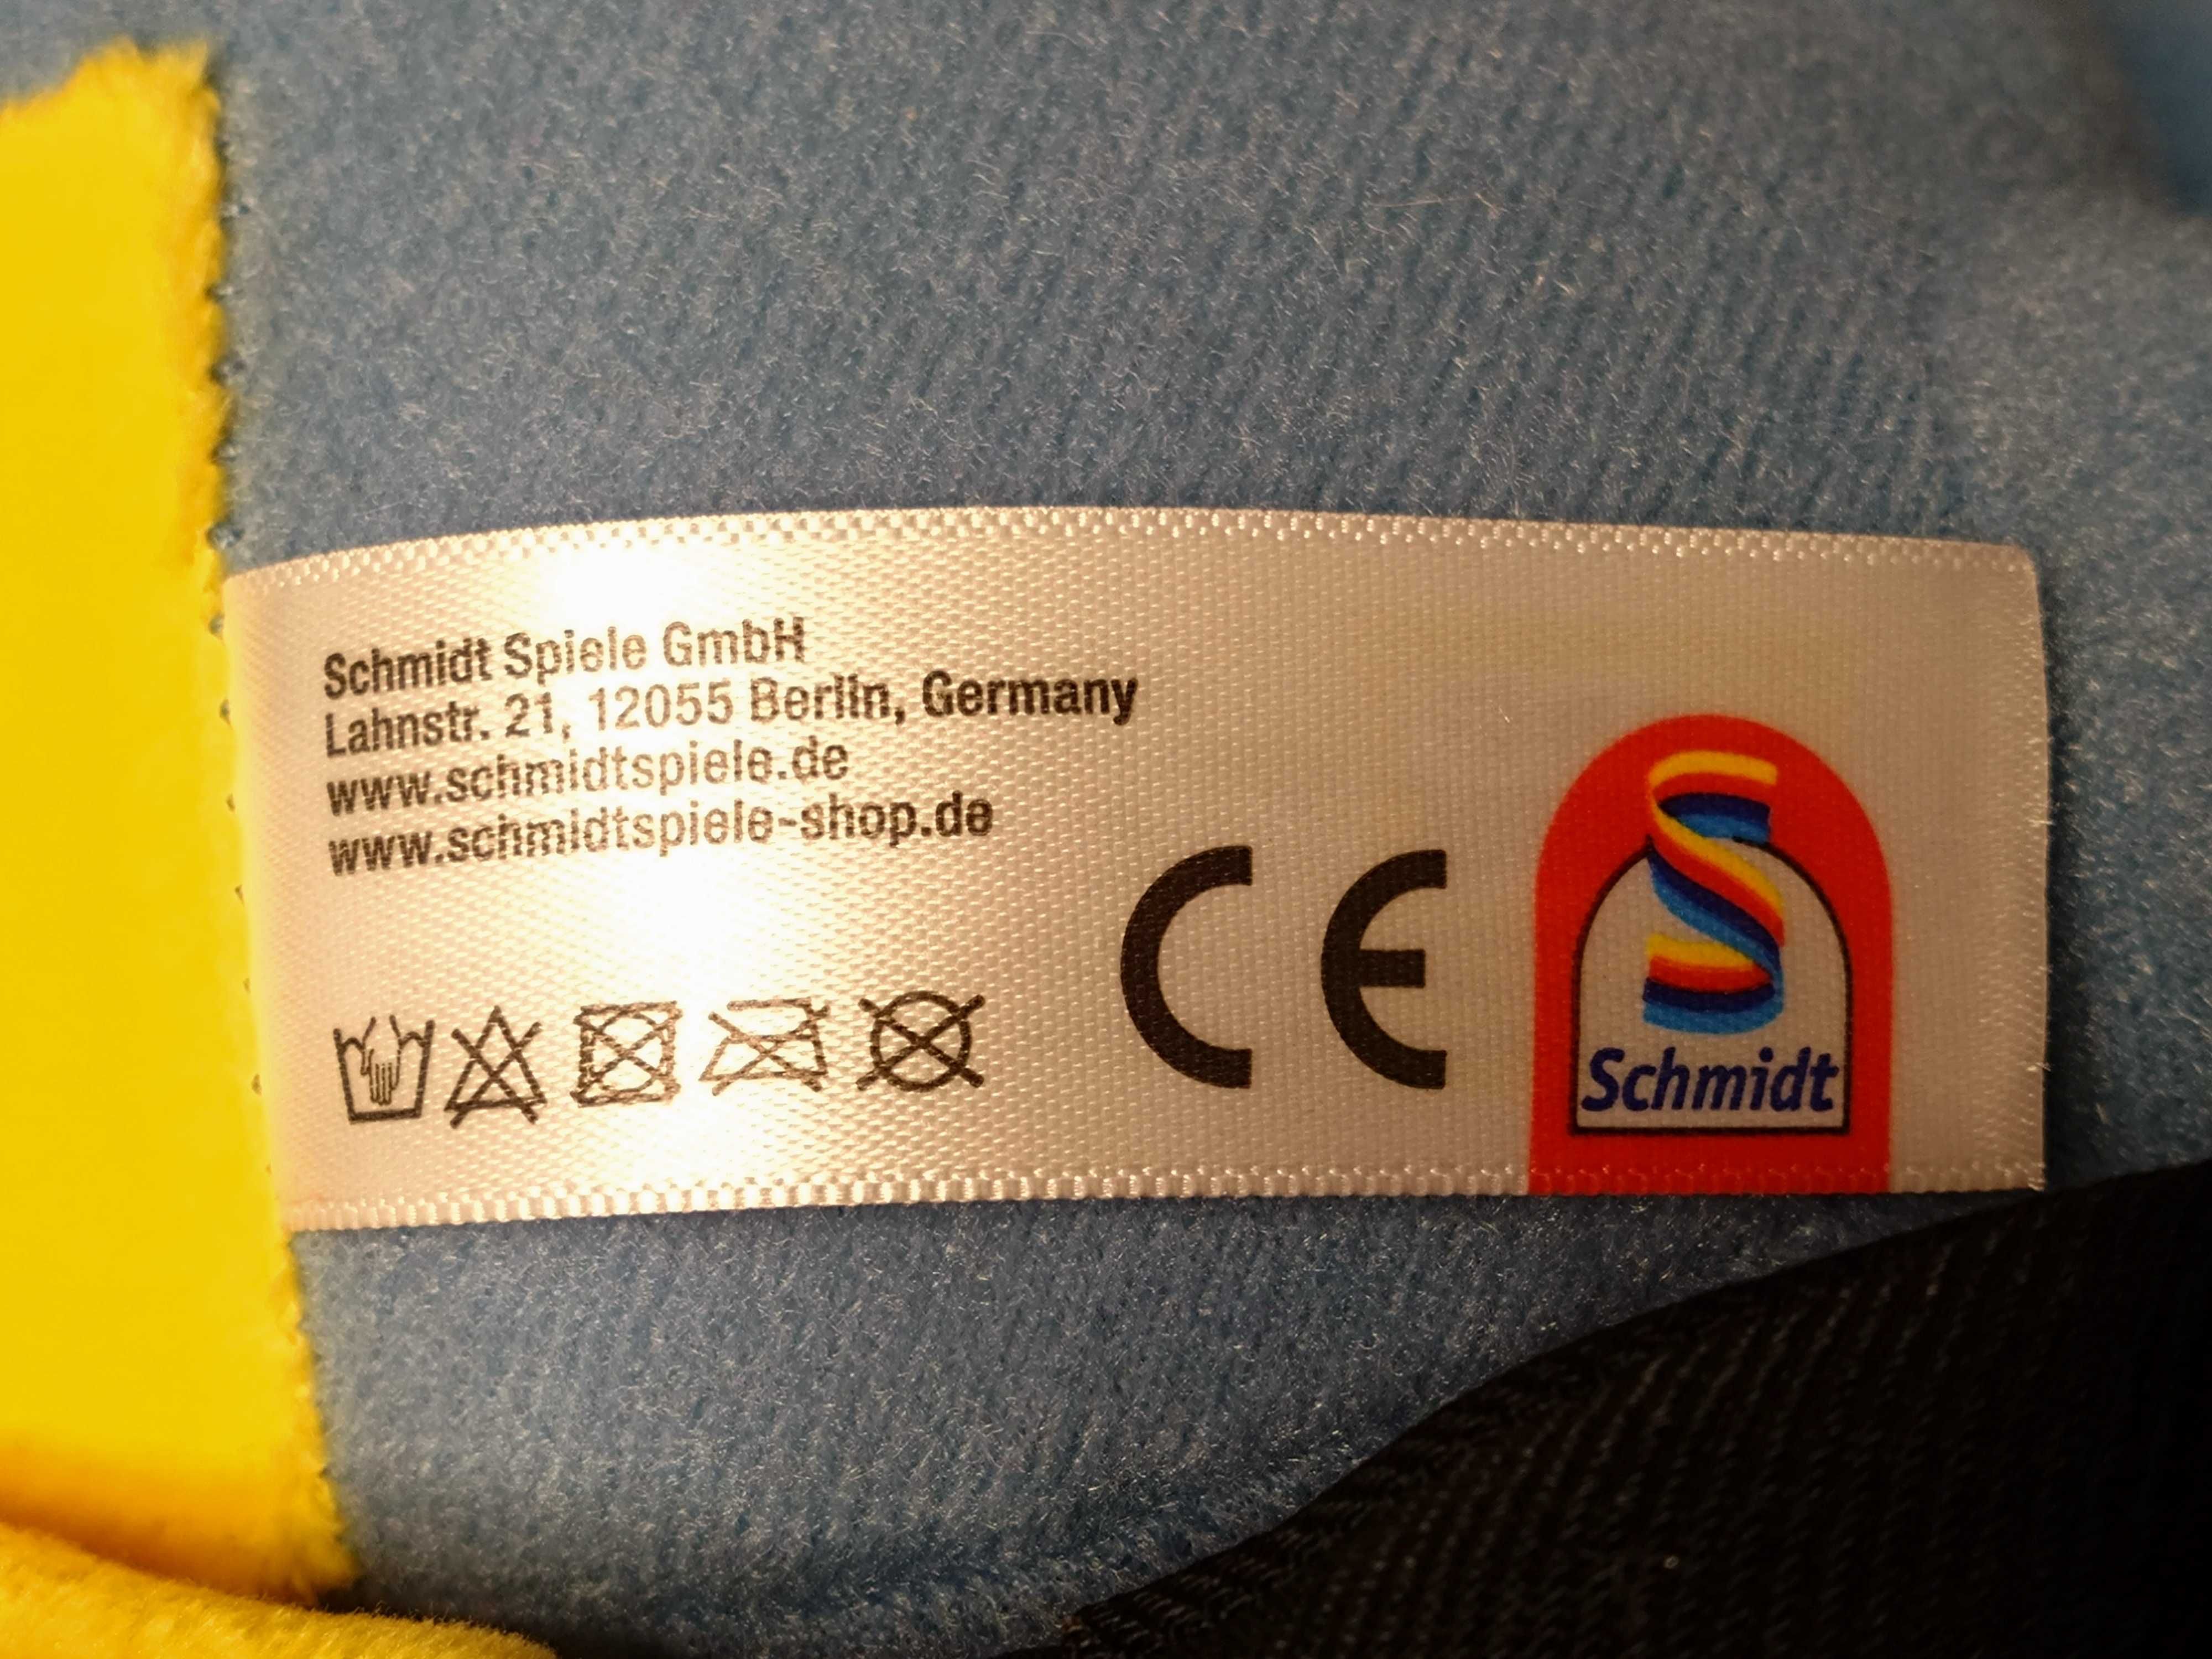 Schmidt Spiele GmbH
Lahnstr. 21, 12055 Berlin, Germany
www.schmidtspiele.de
www.schmidtspiele-shop.de
CE
Schmidt